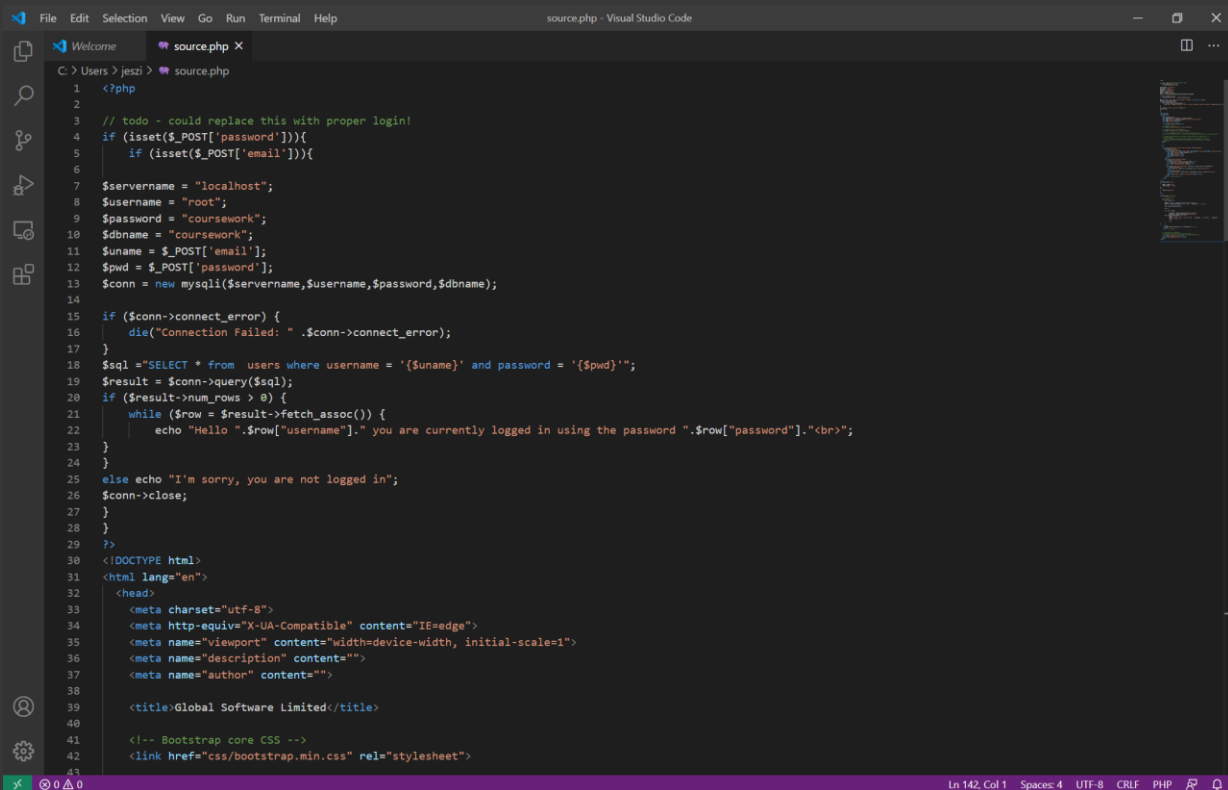 File Edit Selection View Go Run Terminal Help source.php - Visual Studio Code
Welcome source.php
C: > Users > jeszi > source.php
1 <?php
2
3 // todo - could replace this with proper login!
4 if (isset($_POST['password'])){
5 if (isset($_POST['email'])){
6
7 $servername = "localhost";
8 $username = "root";
9 $password = "coursework";
10 $dbname = "coursework";
11 $uname = $_POST['email'];
12 $pwd = $_POST['password'];
13 $conn = new mysqli($servername,$username,$password,$dbname);
14
15 if ($conn->connect_error) {
16 die("Connection Failed: " .$conn->connect_error);
17 }
18 $sql ="SELECT * from  users where username = '{$uname}' and password = '{$pwd}'";
19 $result = $conn->query($sql);
20 if ($result->num_rows > 0) {
21 while ($row = $result->fetch_assoc()) {
22 echo "Hello ".$row["username"]." you are currently logged in using the password ".$row["password"]."<br>";
23 }
24 }
25 else echo "I'm sorry, you are not logged in";
26 $conn->close;
27 }
28 }
29 ?>
30 <!DOCTYPE html>
31 <html lang="en">
32 <head>
33 <meta charset="utf-8">
34 <meta http-equiv="X-UA-Compatible" content="IE=edge">
35 <meta name="viewport" content="width=device-width, initial-scale=1">
36 <meta name="description" content="">
37 <meta name="author" content="">
38
39 <title>Global Software Limited</title>
40
41 <!-- Bootstrap core CSS -->
42 <link href="css/bootstrap.min.css" rel="stylesheet">
43
0 0 Ln 142, Col 1 Spaces: 4 UTF-8 CRLF PHP